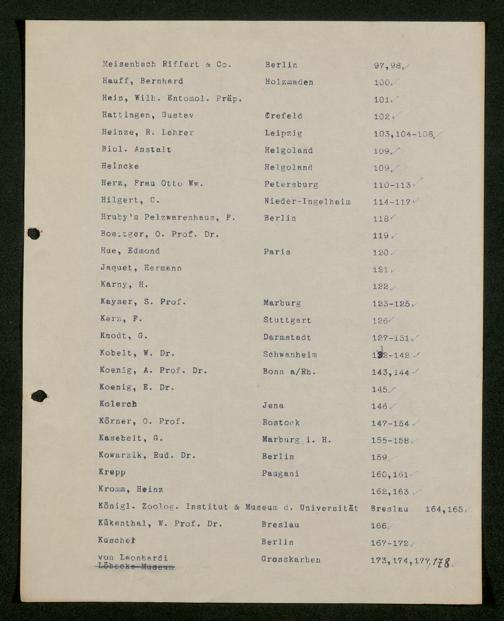 Meisenbach Riffert & Co. Berlin 97,98,
Hauff, Bernhard Holzmaden 100.
Hein, Wilh. Entomol. Präp. 101.
Hattingen, Gustav Crefeld 102.
Heinze, R. Lehrer Leipzig 103,104-108,
Biol. Anstalt Helgoland 109.
Heincke Helgoland 109.
Herz, Frau Otto Ww. Petersburg 110-113
Hilgert, C. Nieder-Ingelheim 114-117
Hruby's Pelzwarenhaus, F. Berlin 118
Boettger, O. Prof. Dr. 119.
Hue, Edmond Paris 120.
Jaquet, Hermann 121.
Karny, H. 122.
Kayser, S. Prof. Marburg 123-125.
Kerz, F. Stuttgart 126
Knodt, G. Darmstadt 127-131.
Kobelt, W. Dr. Schwanheim 132-142
Koenig, A. Prof. Dr. Bonn a/Rh. 143,144
Koenig, E. Dr. 145.
Kolerch Jena 146
Körner, O. Prof. Rostock 147-154
Kasebeit, G. Marburg i. H. 155-158.
Kowarzik, Rud. Dr. Berlin 159.
Krepp Paugani 160,161
Kromm, Heinz 162,163
Königl. Zoolog. Institut & Museum d. Universität Breslau 164,165.
Kükenthal, W. Prof. Dr. Breslau 166.
Kuschel Berlin 167-172
von Leonhardi Grosskarben 173,174,177,178.
Löbecke-Museum